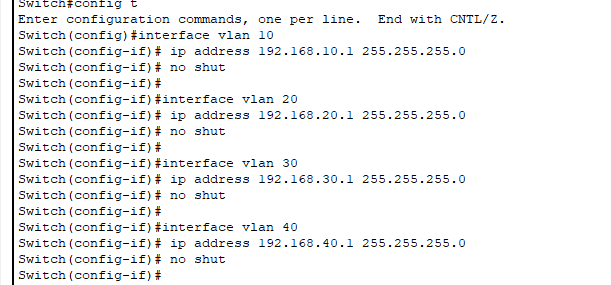 Switch#config t
Enter configuration commands, one per line.  End with CNTL/Z.
Switch(config)#interface vlan 10
Switch(config-if)# ip address 192.168.10.1 255.255.255.0
Switch(config-if)# no shut
Switch(config-if)#
Switch(config-if)#interface vlan 20
Switch(config-if)# ip address 192.168.20.1 255.255.255.0
Switch(config-if)# no shut
Switch(config-if)#
Switch(config-if)#interface vlan 30
Switch(config-if)# ip address 192.168.30.1 255.255.255.0
Switch(config-if)# no shut
Switch(config-if)#
Switch(config-if)#interface vlan 40
Switch(config-if)# ip address 192.168.40.1 255.255.255.0
Switch(config-if)# no shut
Switch(config-if)#